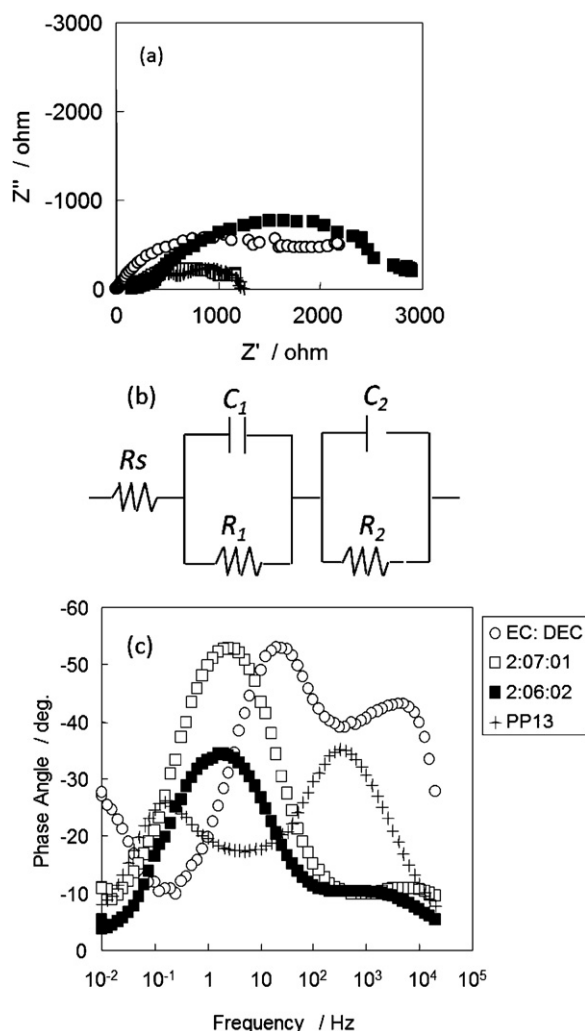 (a)
-3000
-2000
-1000
0
Z'' / ohm
0 1000 2000 3000
Z' / ohm
(b)
C1 C2
Rs
R1 R2
(c)
-60
-50
-40
-30
-20
-10
0
Phase Angle / deg.
10⁻² 10⁻¹ 1 10 10² 10³ 10⁴ 10⁵
Frequency / Hz
EC: DEC
2:07:01
2:06:02
PP13